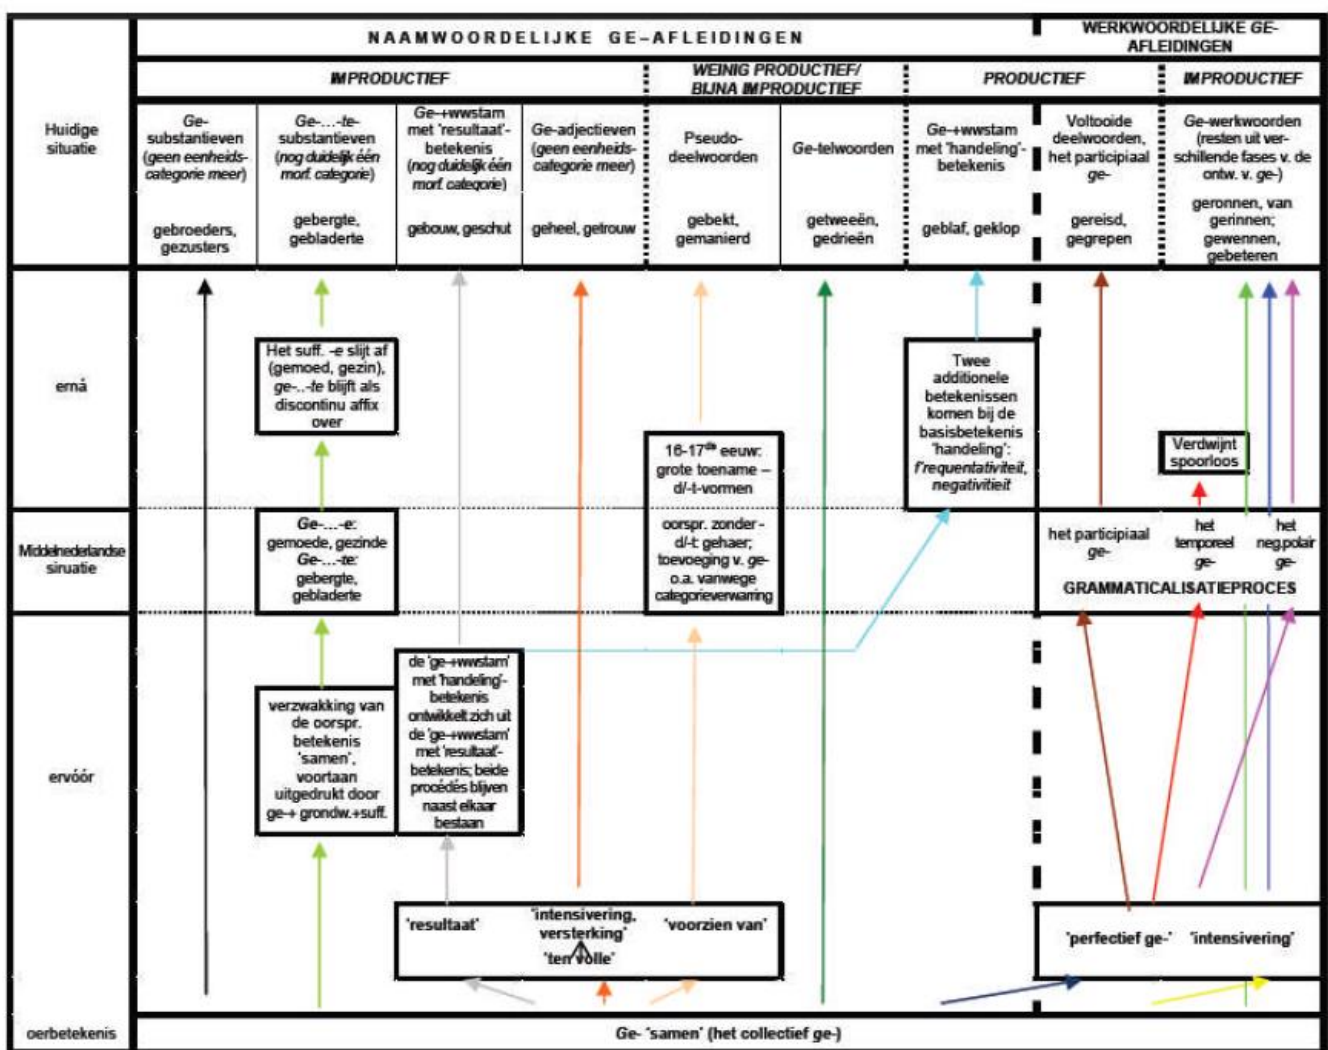 NAAMWOORDELIJKE GE–AFLEIDINGEN
WERKWOORDELIJKE GE-
AFLEIDINGEN
IMPRODUCTIEF
WEINIG PRODUCTIEF/
BIJNA IMPRODUCTIEF
PRODUCTIEF
IMPRODUCTIEF
Huidige
situatie
Ge-
substantieven
(geen eenheids-
categorie meer)
gebroeders,
gezusters
Ge-...-te-
substantieven
(nog duidelijk één
morf. categorie)
gebergte,
gebladerte
Ge-+wwstam
met 'resultaat'-
betekenis
(nog duidelijk één
morf. categorie)
gebouw, geschut
Ge-adjectieven
(geen eenheids-
categorie meer)
geheel, getrouw
Pseudo-
deelwoorden
gebekt,
gemanierd
Ge-telwoorden
getweeën,
gedrieën
Ge-+wwstam
met 'handeling'-
betekenis
geblaf, geklop
Voltooide
deelwoorden,
het participiaal
ge-
gereisd,
gegrepen
Ge-werkwoorden
(resten uit ver-
schillende fases v. de
ontw. v. ge-)
geronnen, van
gerinnen;
gewennen,
gebeteren
erná
Het suff. -e slijt af
(gemoed, gezin),
ge-..-te blijft als
discontinu affix
over
16-17de eeuw:
grote toename –
d/-t-vormen
Twee
additionele
betekenissen
komen bij de
basisbetekenis
'handeling':
f'requentativiteit,
negativitieit
Verdwijnt
spoorloos
Middelnederlandse
siruatie
Ge-...-e:
gemoede, gezinde
Ge-...-te:
gebergte,
gebladerte
oorspr. zonder -
d/-t: gehaer;
toevoeging v. ge-
o.a. vanwege
categorieverwarring
het participiaal
ge-
het
temporeel
ge-
het
neg.polair
ge-
GRAMMATICALISATIEPROCES
ervóór
verzwakking van
de oorspr.
betekenis
'samen',
voortaan
uitgedrukt door
ge-+ grondw.+suff.
de 'ge-+wwstam'
met 'handeling'-
betekenis
ontwikkelt zich uit
de 'ge-+wwstam'
met 'resultaat'-
betekenis; beide
procédés blijven
naast elkaar
bestaan
'resultaat'
'intensivering,
versterking'
'ten volle'
'voorzien van'
'perfectief ge-'
'intensivering'
oerbetekenis
Ge- 'samen' (het collectief ge-)